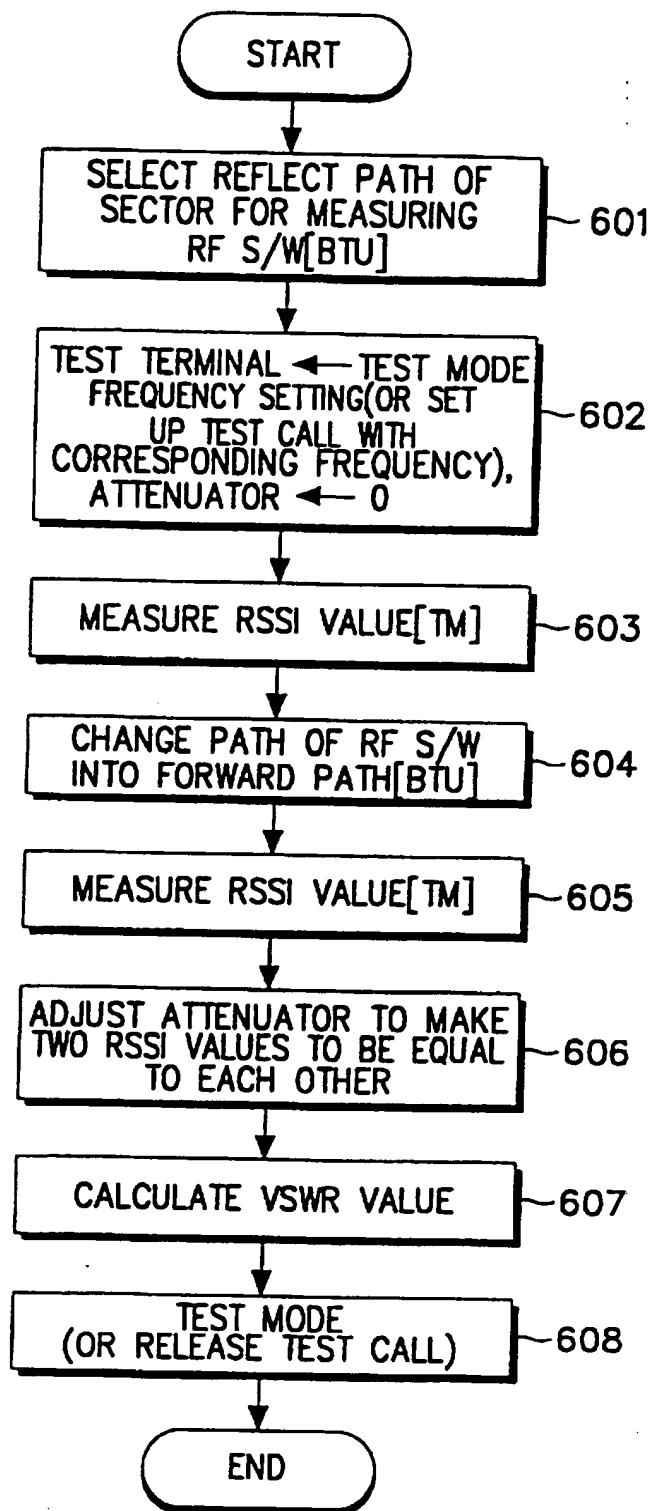 START
SELECT REFLECT PATH OF
SECTOR FOR MEASURING
RF S/W[BTU]
601
TEST TERMINAL ← TEST MODE
FREQUENCY SETTING(OR SET
UP TEST CALL WITH
CORRESPONDING FREQUENCY),
ATTENUATOR ← 0
602
MEASURE RSSI VALUE[TM]
603
CHANGE PATH OF RF S/W
INTO FORWARD PATH[BTU]
604
MEASURE RSSI VALUE[TM]
605
ADJUST ATTENUATOR TO MAKE
TWO RSSI VALUES TO BE EQUAL
TO EACH OTHER
606
CALCULATE VSWR VALUE
607
TEST MODE
(OR RELEASE TEST CALL)
608
END